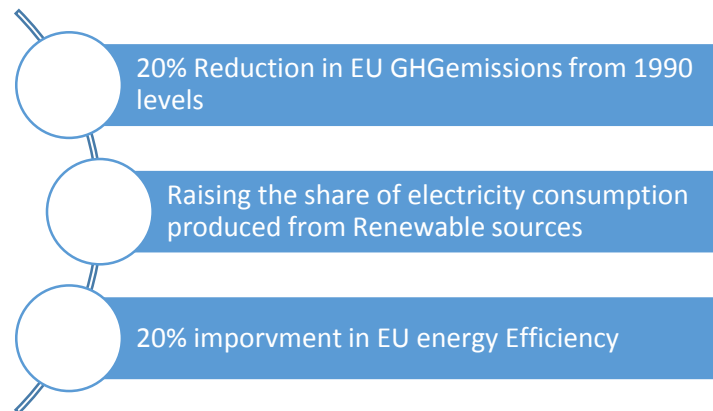 20% Reduction in EU GHGemissions from 1990
levels
Raising the share of electricity consumption
produced from Renewable sources
20% imporvment in EU energy Efficiency